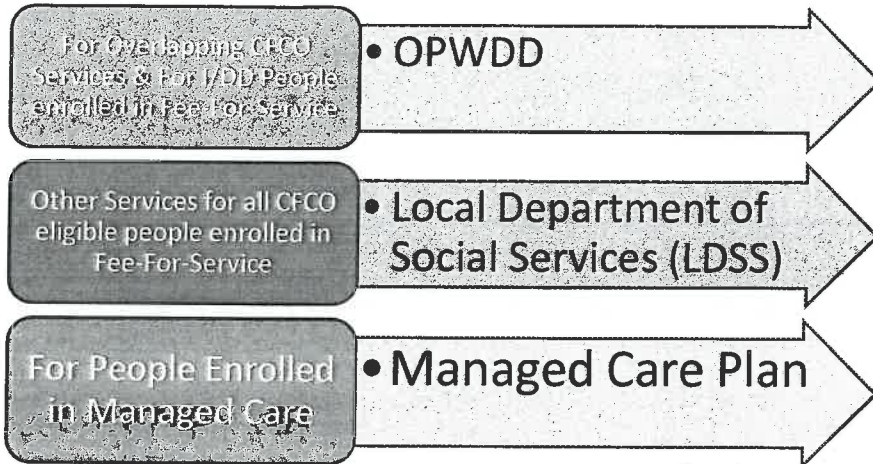 For Overlapping CFCO
Services & For I/DD People
enrolled in Fee-For-Service
• OPWDD
Other Services for all CFCO
eligible people enrolled in
Fee-For-Service
• Local Department of
Social Services (LDSS)
For People Enrolled
in Managed Care
• Managed Care Plan